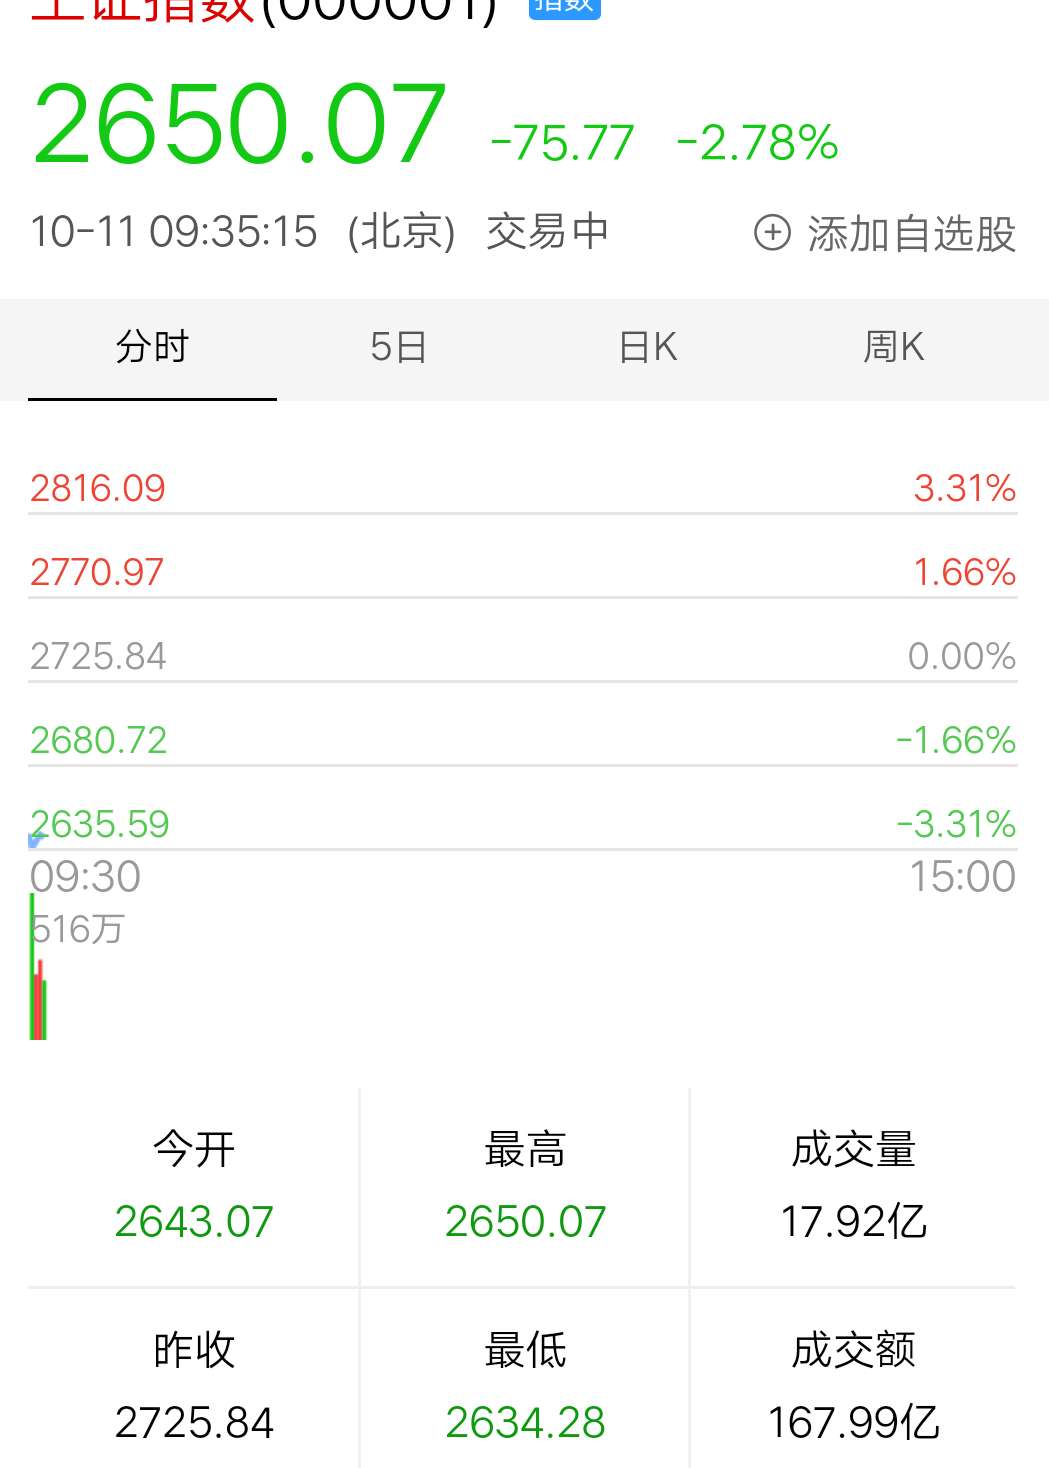 上证指数(000001) 指数
2650.07 -75.77 -2.78%
10-11 09:35:15 (北京) 交易中 添加自选股
分时 5日 日K 周K
2816.09 3.31%
2770.97 1.66%
2725.84 0.00%
2680.72 -1.66%
2635.59 -3.31%
09:30 15:00
516万
今开 最高 成交量
2643.07 2650.07 17.92亿
昨收 最低 成交额
2725.84 2634.28 167.99亿